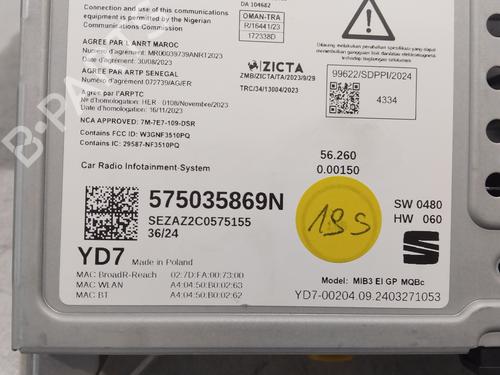 DA 104682
Connection and use of this communications
equipment is permitted by the Nigerian
Communications
OMAN-TRA
R/16441/23
172338D
AGREE PAR L ANRT MAROC
Numéro d'agrément: MR00039739ANRT2023
Date d'agrément: 30/08/2023
AGREE PAR ARTP SENEGAL
Numéro d'agrément: 072739/AG/ER
Agréé par l'ARPTC
N° d'homologation: HER 0108/Novembre/2023
Homologation: 16/11/2023
ZICTA
ZMB/ZICTA/TA/2023/9/29
TRC/34/13004/2023
elektromagnetik terhadap lingkungan
99622/SDPPI/2024
4334
NCA APPROVED: 7M-7E7-109-D5R
Contains FCC ID: W3GNF3510PQ
Contains IC: 29587-NF3510PQ
Car Radio Infotainment-System
56.260
0.00150
575035869N
SEZAZ2C0575155
36/24
19S
SW 0480
HW 060
YD7 Made in Poland
MAC BroadR-Reach 02:7D:FA:00:73:00
MAC WLAN A4:04:50:B0:02:63
MAC BT A4:04:50:B0:02:62
Model: MIB3 EI GP MQBc
YD7-00204.09.2403271053
B-PARTS